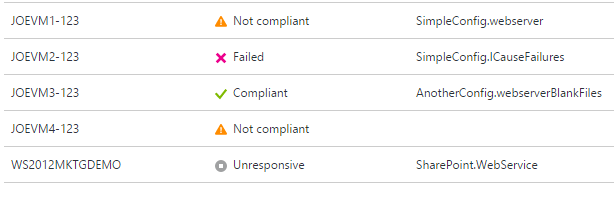 JOEVM1-123 Not compliant SimpleConfig.webserver
JOEVM2-123 Failed SimpleConfig.ICauseFailures
JOEVM3-123 Compliant AnotherConfig.webserverBlankFiles
JOEVM4-123 Not compliant
WS2012MKTGDEMO Unresponsive SharePoint.WebService